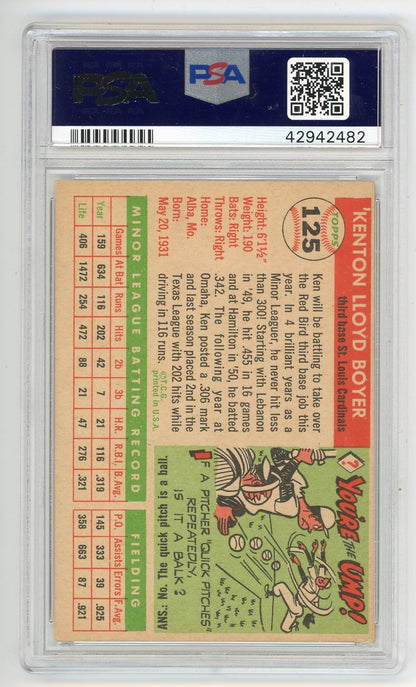 PSA
PSA
42942482
TOPPS
125
KENTON LLOYD BOYER
third base St. Louis Cardinals
Height: 6'1½"
Weight: 190
Bats: Right
Throws: Right
Home:
Alba, Mo.
Born:
May 20, 1931
Ken will be battling to take over
the Red Bird third base job this
year. In 4 brilliant years as a
Minor Leaguer, he never hit less
than 300! Starting with Lebanon
in '49, he hit .455 in 16 games
and at Hamilton in '50, he batted
.342. The following year at
Omaha, Ken posted a .306 mark
and last season placed 2nd in the
Texas League with 202 hits while
driving in 116 runs.
©T.C.G.
printed in U.S.A.
?
YOU'RE THE UMP!
IF A PITCHER "QUICK PITCHES"
REPEATEDLY,
IS IT A BALK?
ANS.: No. The quick pitch is a ball.
MINOR LEAGUE BATTING RECORD
FIELDING
Games At Bat Runs Hits 2b 3b H.R. R.B.I. B.Avg. P.O. Assists Errors F.Avg.
Year 159 634 116 202 42 7 21 116 .319 145 333 39 .925
Life 406 1472 254 472 88 21 47 276 .321 358 663 87 .921